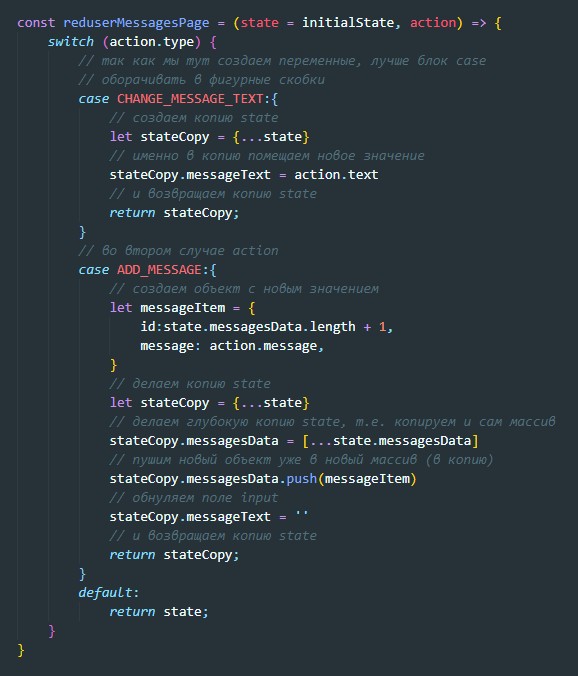 const reduserMessagesPage = (state = initialState, action) => {
switch (action.type) {
// так как мы тут создаем переменные, лучше блок case
// оборачивать в фигурные скобки
case CHANGE_MESSAGE_TEXT:{
// создаем копию state
let stateCopy = {...state}
// именно в копию помещаем новое значение
stateCopy.messageText = action.text
// и возвращаем копию state
return stateCopy;
}
// во втором случае action
case ADD_MESSAGE:{
// создаем объект с новым значением
let messageItem = {
id:state.messagesData.length + 1,
message: action.message,
}
// делаем копию state
let stateCopy = {...state}
// делаем глубокую копию state, т.е. копируем и сам массив
stateCopy.messagesData = [...state.messagesData]
// пушим новый объект уже в новый массив (в копию)
stateCopy.messagesData.push(messageItem)
// обнуляем поле input
stateCopy.messageText = ''
// и возвращаем копию state
return stateCopy;
}
default:
return state;
}
}